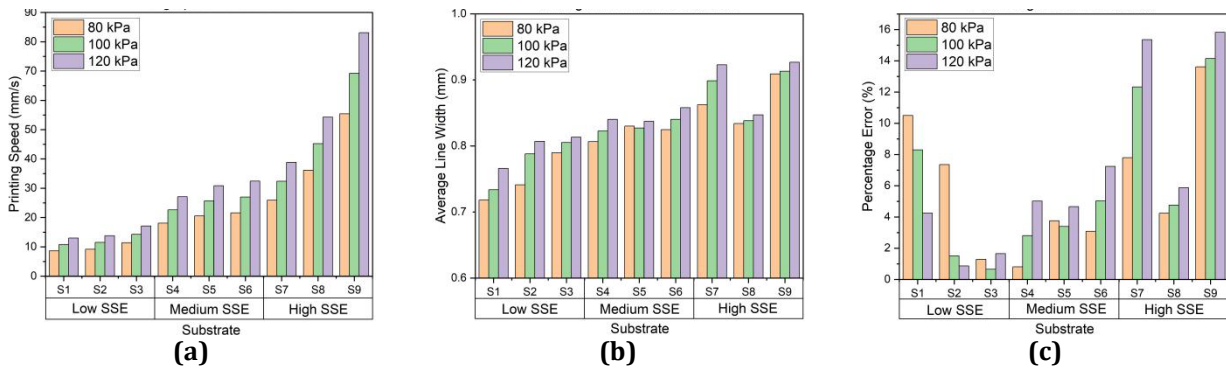 90
80
70
60
50
40
30
20
10
0
Printing Speed (mm/s)
80 kPa
100 kPa
120 kPa
S1 S2 S3 S4 S5 S6 S7 S8 S9
Low SSE Medium SSE High SSE
Substrate
(a)
1.0
0.9
0.8
0.7
0.6
Average Line Width (mm)
80 kPa
100 kPa
120 kPa
S1 S2 S3 S4 S5 S6 S7 S8 S9
Low SSE Medium SSE High SSE
Substrate
(b)
16
14
12
10
8
6
4
2
0
Percentage Error (%)
80 kPa
100 kPa
120 kPa
S1 S2 S3 S4 S5 S6 S7 S8 S9
Low SSE Medium SSE High SSE
Substrate
(c)